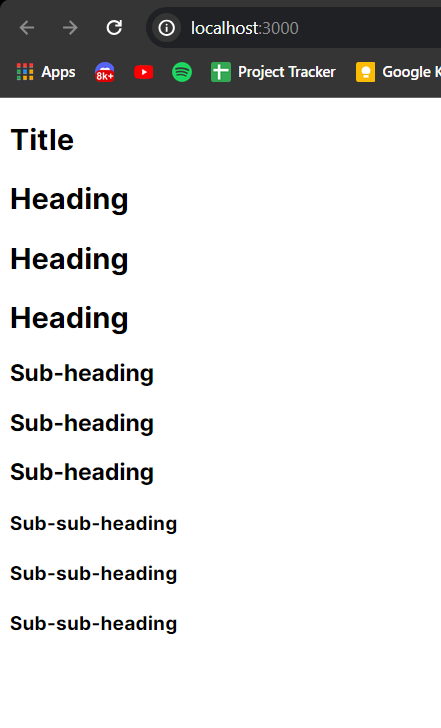 localhost:3000
Apps 8k+ Project Tracker Google K
Title
Heading
Heading
Heading
Sub-heading
Sub-heading
Sub-heading
Sub-sub-heading
Sub-sub-heading
Sub-sub-heading